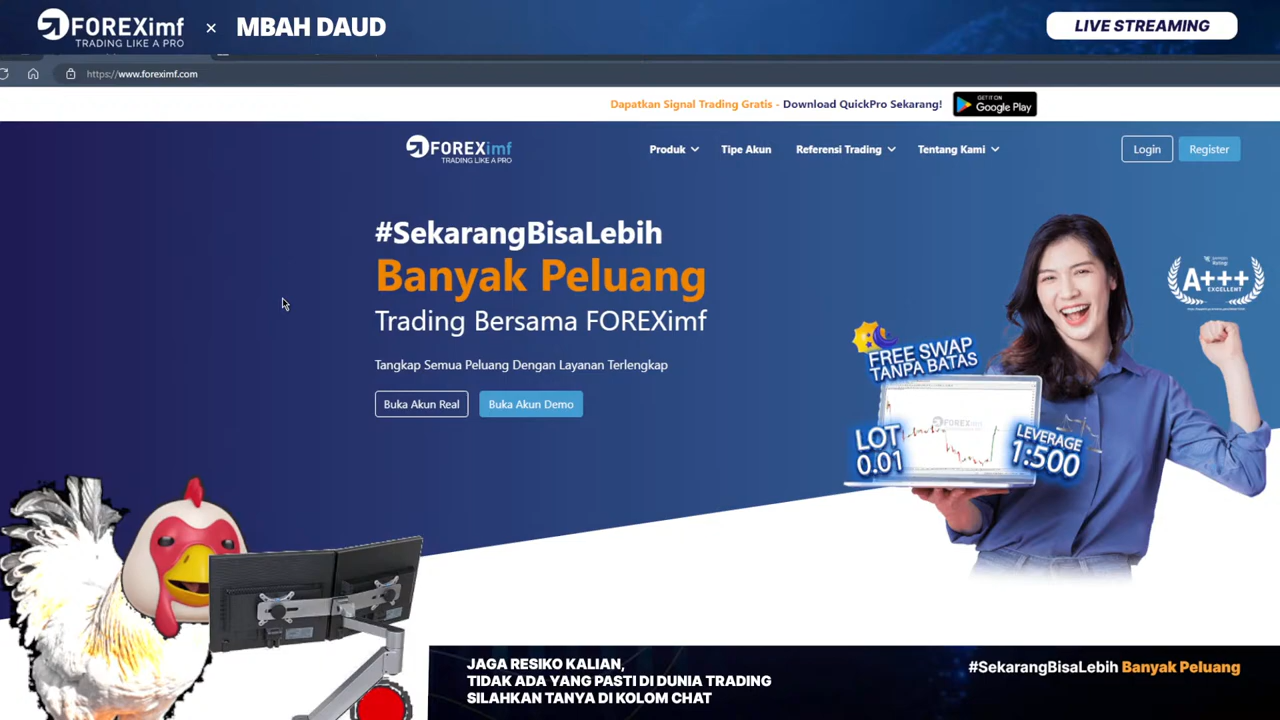 FOREXimf
TRADING LIKE A PRO
×
MBAH DAUD
LIVE STREAMING
https://www.foreximf.com
Dapatkan Signal Trading Gratis - Download QuickPro Sekarang!
GET IT ON
Google Play
FOREXimf
TRADING LIKE A PRO
Produk
Tipe Akun
Referensi Trading
Tentang Kami
Login
Register
#SekarangBisaLebih
Banyak Peluang
Trading Bersama FOREXimf
Tangkap Semua Peluang Dengan Layanan Terlengkap
Buka Akun Real
Buka Akun Demo
A+++
EXCELLENT
FREE SWAP
TANPA BATAS
FOREXimf
LOT
0.01
LEVERAGE
1:500
JAGA RESIKO KALIAN,
TIDAK ADA YANG PASTI DI DUNIA TRADING
SILAHKAN TANYA DI KOLOM CHAT
#SekarangBisaLebih Banyak Peluang